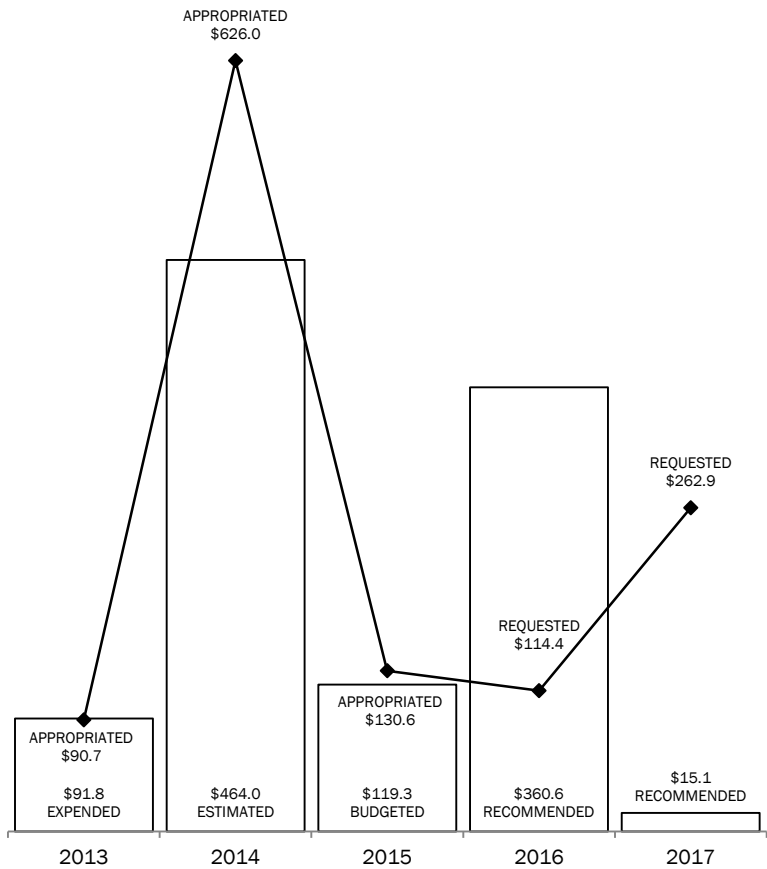 APPROPRIATED
$626.0
REQUESTED
$262.9
REQUESTED
$114.4
APPROPRIATED
$130.6
APPROPRIATED
$90.7
$91.8
EXPENDED
$464.0
ESTIMATED
$119.3
BUDGETED
$360.6
RECOMMENDED
$15.1
RECOMMENDED
2013
2014
2015
2016
2017